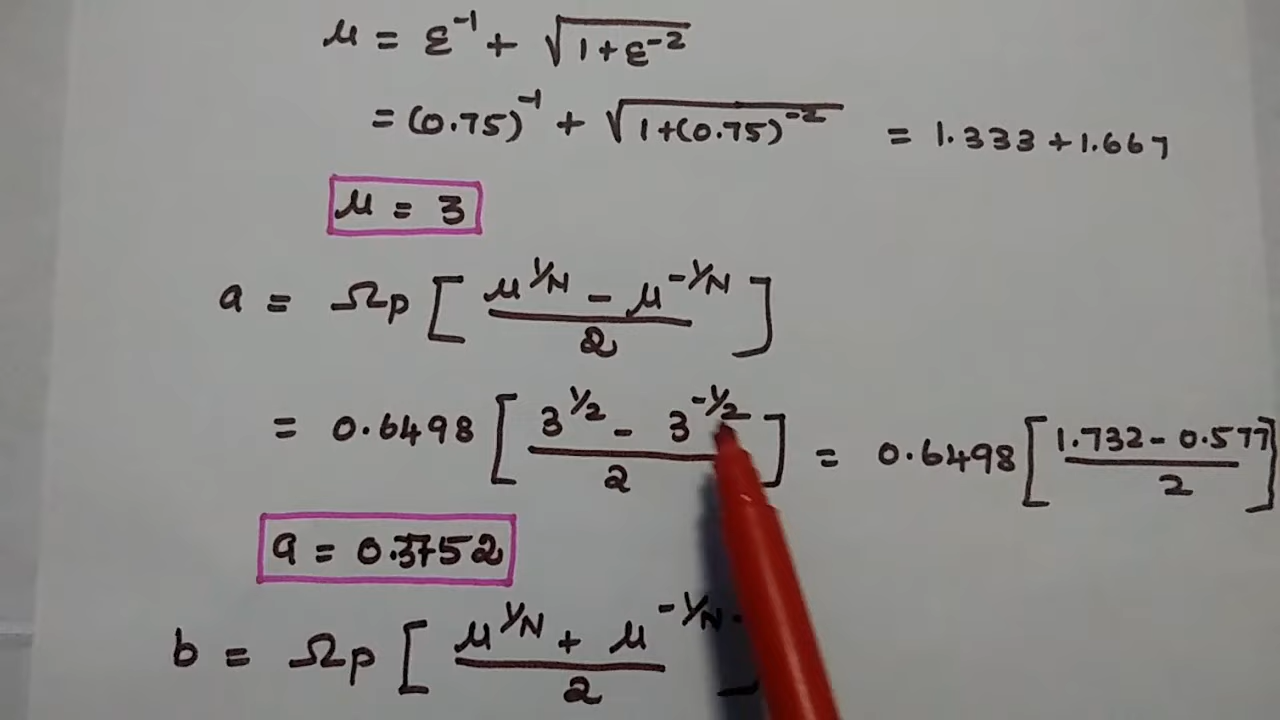 μ = ε⁻¹ + √(1+ε⁻²)
= (0.75)⁻¹ + √(1+(0.75)⁻²) = 1.333 + 1.667
μ = 3
a = Ωp [ (μ^(1/N) − μ^(−1/N)) / 2 ]
= 0.6498 [ (3^(1/2) − 3^(−1/2)) / 2 ] = 0.6498 [ (1.732 − 0.577) / 2 ]
a = 0.3752
b = Ωp [ (μ^(1/N) + μ^(−1/N)) / 2 ]